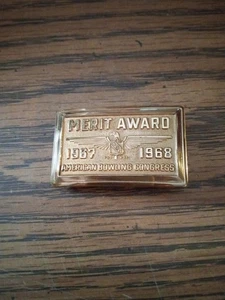 MERIT AWARD
1967 1968
AMERICAN BOWLING CONGRESS